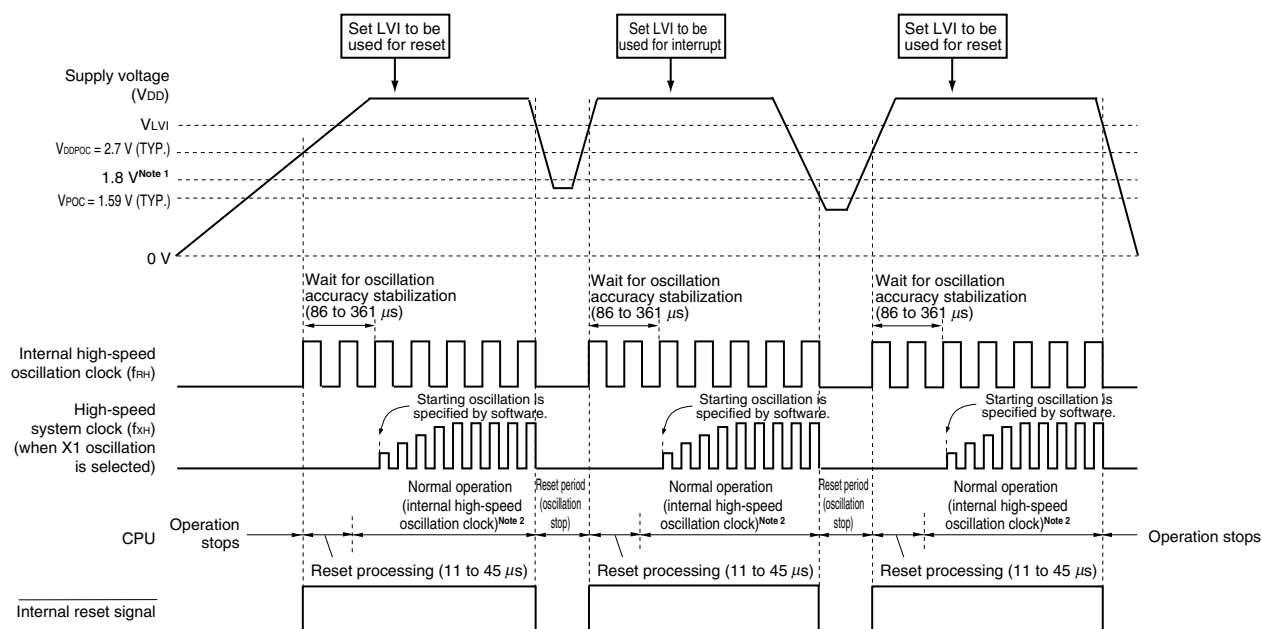 Set LVI to be
used for reset
Set LVI to be
used for interrupt
Set LVI to be
used for reset
Supply voltage
(VDD)
VLVI
VDDPOC = 2.7 V (TYP.)
1.8 V Note 1
VPOC = 1.59 V (TYP.)
0 V
Wait for oscillation
accuracy stabilization
(86 to 361 μs)
Wait for oscillation
accuracy stabilization
(86 to 361 μs)
Wait for oscillation
accuracy stabilization
(86 to 361 μs)
Internal high-speed
oscillation clock (fRH)
High-speed
system clock (fXH)
(when X1 oscillation
is selected)
Starting oscillation is
specified by software.
Starting oscillation is
specified by software.
Starting oscillation is
specified by software.
CPU
Operation
stops
Normal operation
(internal high-speed
oscillation clock) Note 2
Reset period
(oscillation
stop)
Normal operation
(internal high-speed
oscillation clock) Note 2
Reset period
(oscillation
stop)
Normal operation
(internal high-speed
oscillation clock) Note 2
Operation stops
Reset processing (11 to 45 μs)
Reset processing (11 to 45 μs)
Reset processing (11 to 45 μs)
Internal reset signal